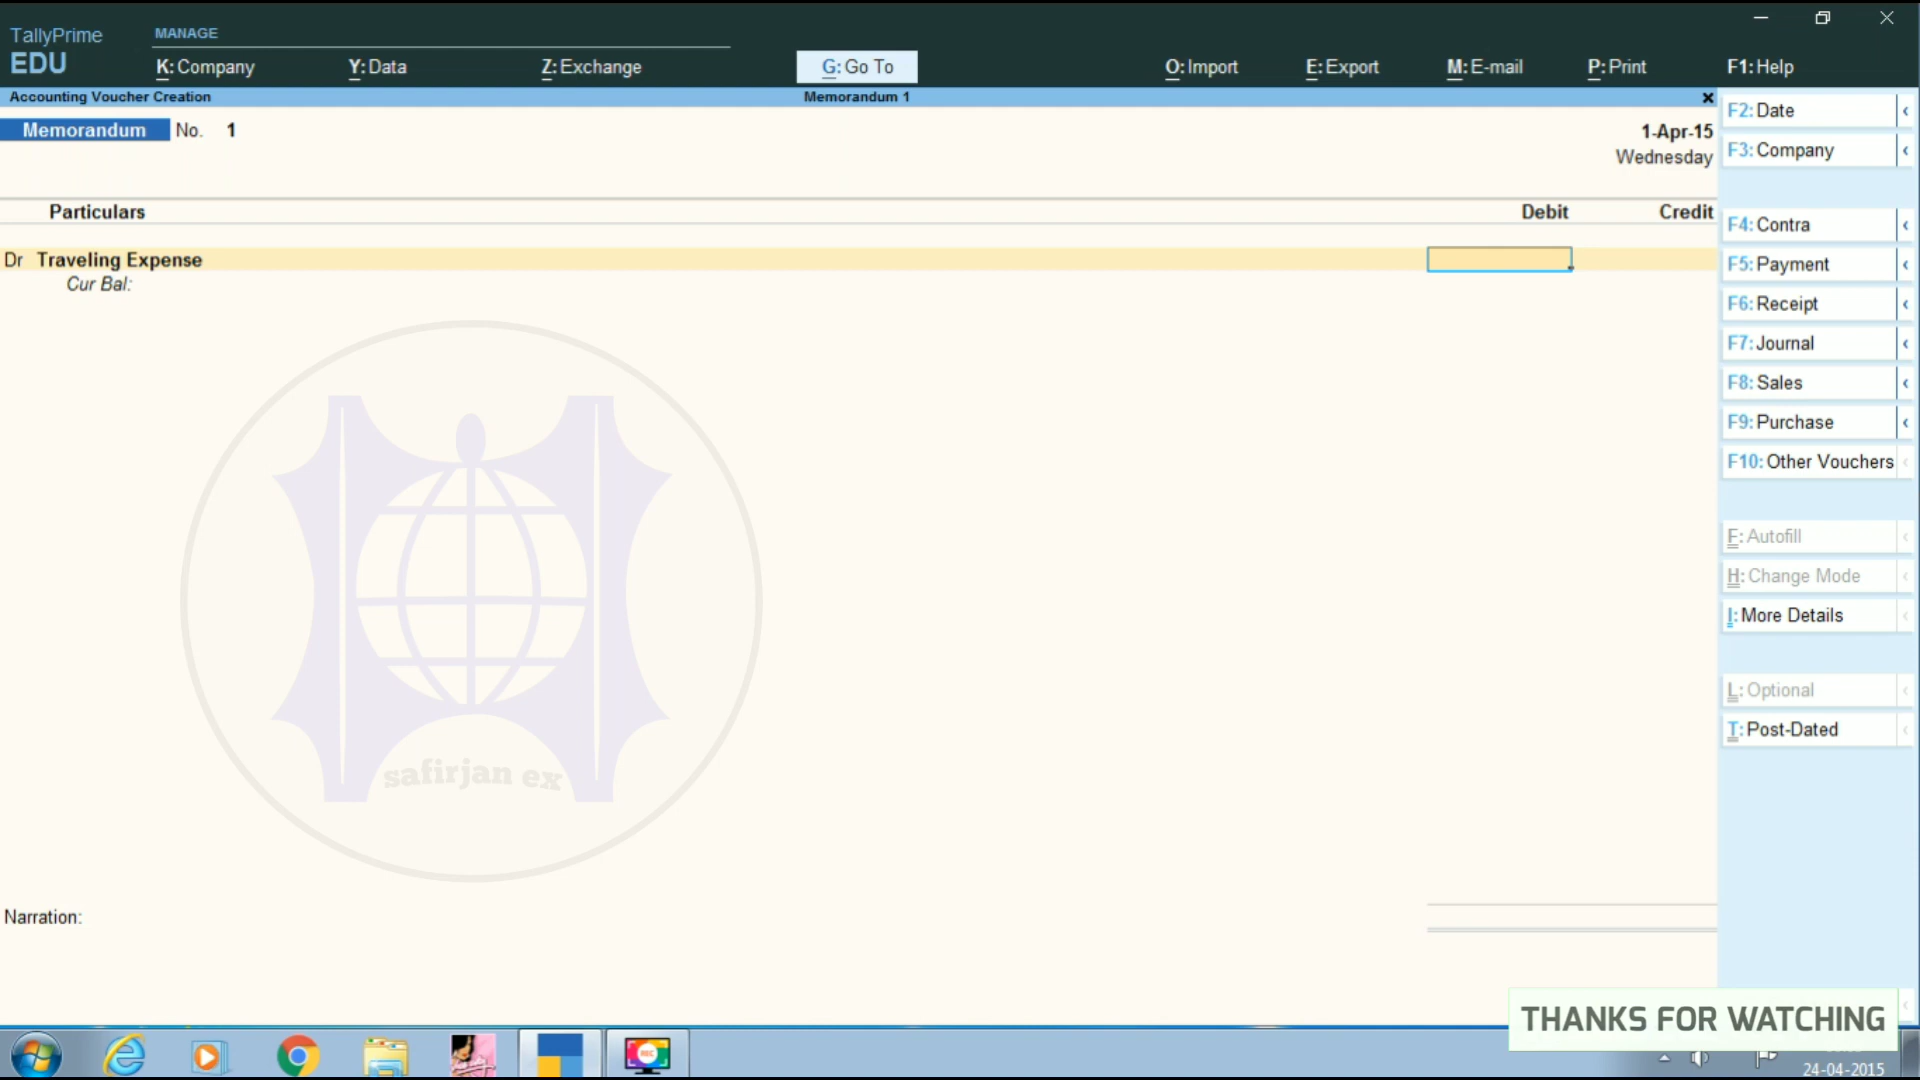 TallyPrime
EDU
MANAGE
K: Company
Y: Data
Z: Exchange
G: Go To
O: Import
E: Export
M: E-mail
P: Print
F1: Help
Accounting Voucher Creation
Memorandum 1
Memorandum No. 1
1-Apr-15
Wednesday
Particulars
Debit
Credit
Dr Traveling Expense
Cur Bal:
safirjan ex
Narration:
F2: Date
F3: Company
F4: Contra
F5: Payment
F6: Receipt
F7: Journal
F8: Sales
F9: Purchase
F10: Other Vouchers
F: Autofill
H: Change Mode
I: More Details
L: Optional
T: Post-Dated
THANKS FOR WATCHING
REC
24-04-2015